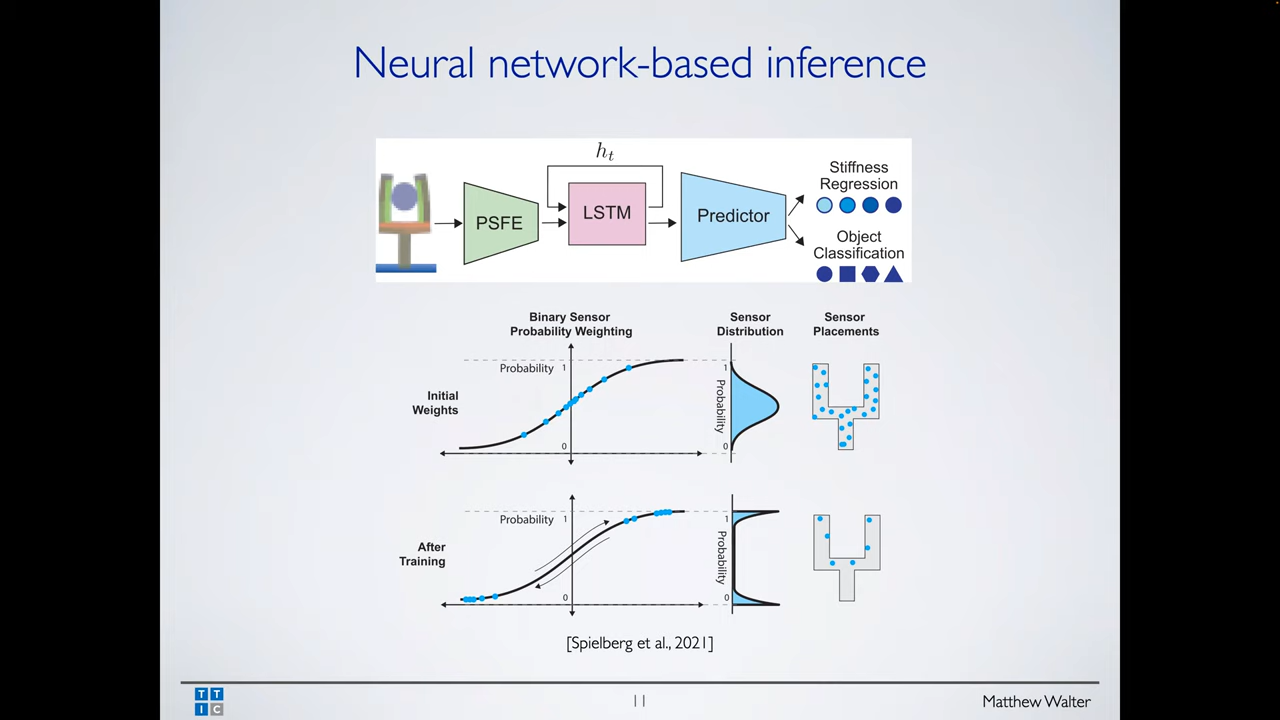 Neural network-based inference
h_t
PSFE
LSTM
Predictor
Stiffness
Regression
Object
Classification
Binary Sensor
Probability Weighting
Sensor
Distribution
Sensor
Placements
Initial
Weights
Probability 1
0
1
Probability
0
After
Training
Probability 1
0
1
Probability
0
[Spielberg et al., 2021]
T T
I C
11
Matthew Walter